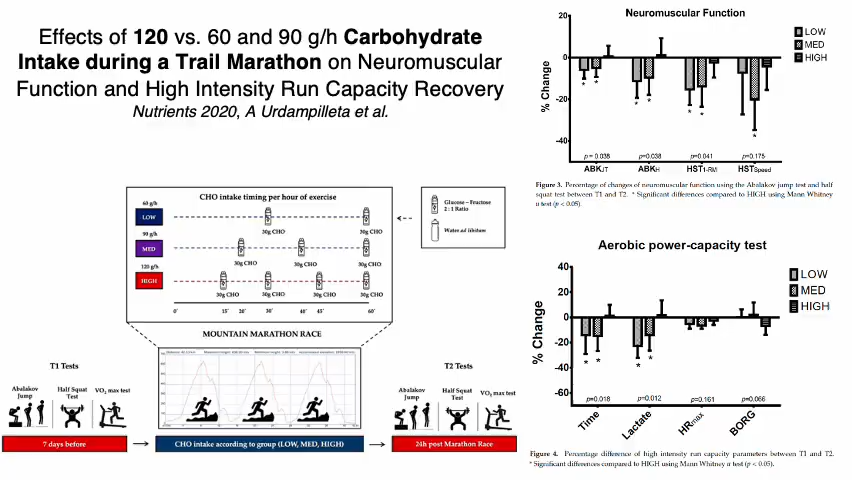 Effects of 120 vs. 60 and 90 g/h Carbohydrate
Intake during a Trail Marathon on Neuromuscular
Function and High Intensity Run Capacity Recovery
Nutrients 2020, A Urdampilleta et al.
CHO intake timing per hour of exercise
60 g/h
LOW
30g CHO
30g CHO
90 g/h
MED
30g CHO
30g CHO
30g CHO
120 g/h
HIGH
30g CHO
30g CHO
30g CHO
30g CHO
0´ 15´ 20´ 30´ 40´ 45´ 60´
Glucose – Fructose
2 : 1 Ratio
Water ad libitum
MOUNTAIN MARATHON RACE
T1 Tests
Abalakov
Jump
Half Squat
Test
VO2 max test
7 days before
CHO intake according to group (LOW, MED, HIGH)
T2 Tests
Abalakov
Jump
Half Squat
Test
VO2 max test
24h post Marathon Race
Neuromuscular Function
LOW
MED
HIGH
% Change
20
0
-20
-40
* * * * * * *
p = 0.038 p=0.038 p=0.041 p=0.175
ABKJT ABKH HST1-RM HSTSpeed
Figure 3. Percentage of changes of neuromuscular function using the Abalakov jump test and half
squat test between T1 and T2. * Significant differences compared to HIGH using Mann Whitney
u test (p < 0.05).
Aerobic power-capacity test
LOW
MED
HIGH
% Change
40
20
0
-20
-40
-60
* * * *
p=0.018 p=0.012 p=0.161 p=0.066
Time Lactate HRmax BORG
Figure 4. Percentage difference of high intensity run capacity parameters between T1 and T2.
* Significant differences compared to HIGH using Mann Whitney u test (p < 0.05).